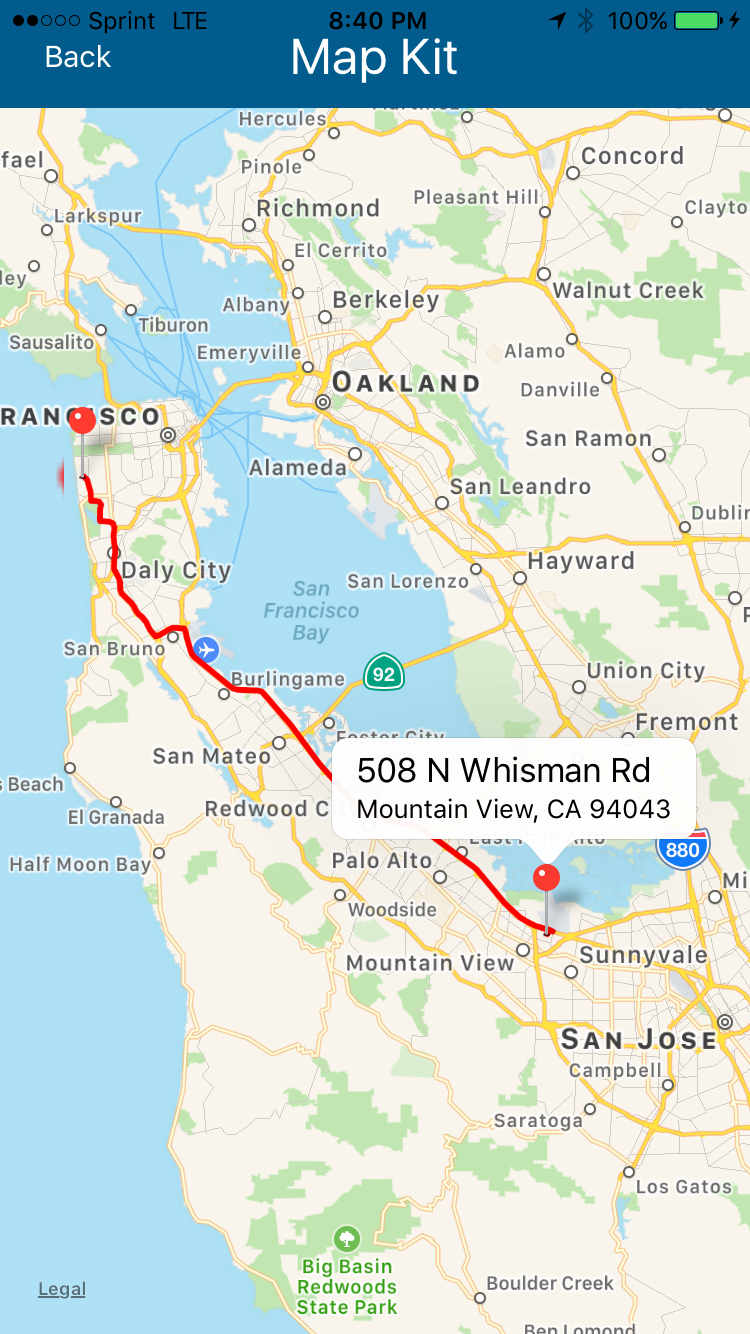 Sprint LTE 8:40 PM 100%
Back Map Kit
Hercules
Pinole
fael
Concord
Pleasant Hill
Richmond
Larkspur
Clayto
El Cerrito
ley
Walnut Creek
Albany
Berkeley
Tiburon
Sausalito
Emeryville
Alamo
OAKLAND
Danville
RANCISCO
San Ramon
Alameda
San Leandro
Dublin
Hayward
Daly City
San Lorenzo
San
Francisco
Bay
San Bruno
92
Burlingame
Union City
Foster City
Fremont
San Mateo
508 N Whisman Rd
Mountain View, CA 94043
s Beach
Redwood C
El Granada
East Palo Alto
880
Half Moon Bay
Palo Alto
Mi
Woodside
Mountain View
Sunnyvale
SAN JOSE
Campbell
Saratoga
Los Gatos
Big Basin
Redwoods
State Park
Legal
Boulder Creek
Ben Lomond